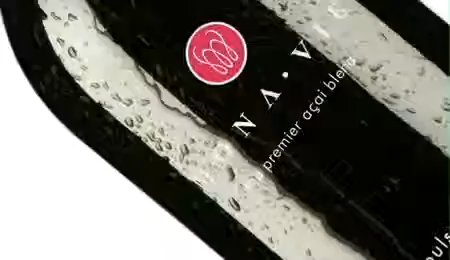 N • Λ • V
premier açai blend